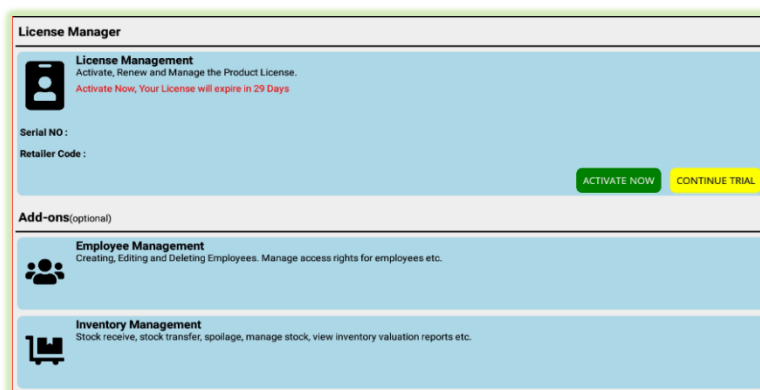 License Manager
License Management
Activate, Renew and Manage the Product License.
Activate Now, Your License will expire in 29 Days
Serial NO :
Retailer Code :
ACTIVATE NOW CONTINUE TRIAL
Add-ons(optional)
Employee Management
Creating, Editing and Deleting Employees. Manage access rights for employees etc.
Inventory Management
Stock receive, stock transfer, spoilage, manage stock, view inventory valuation reports etc.